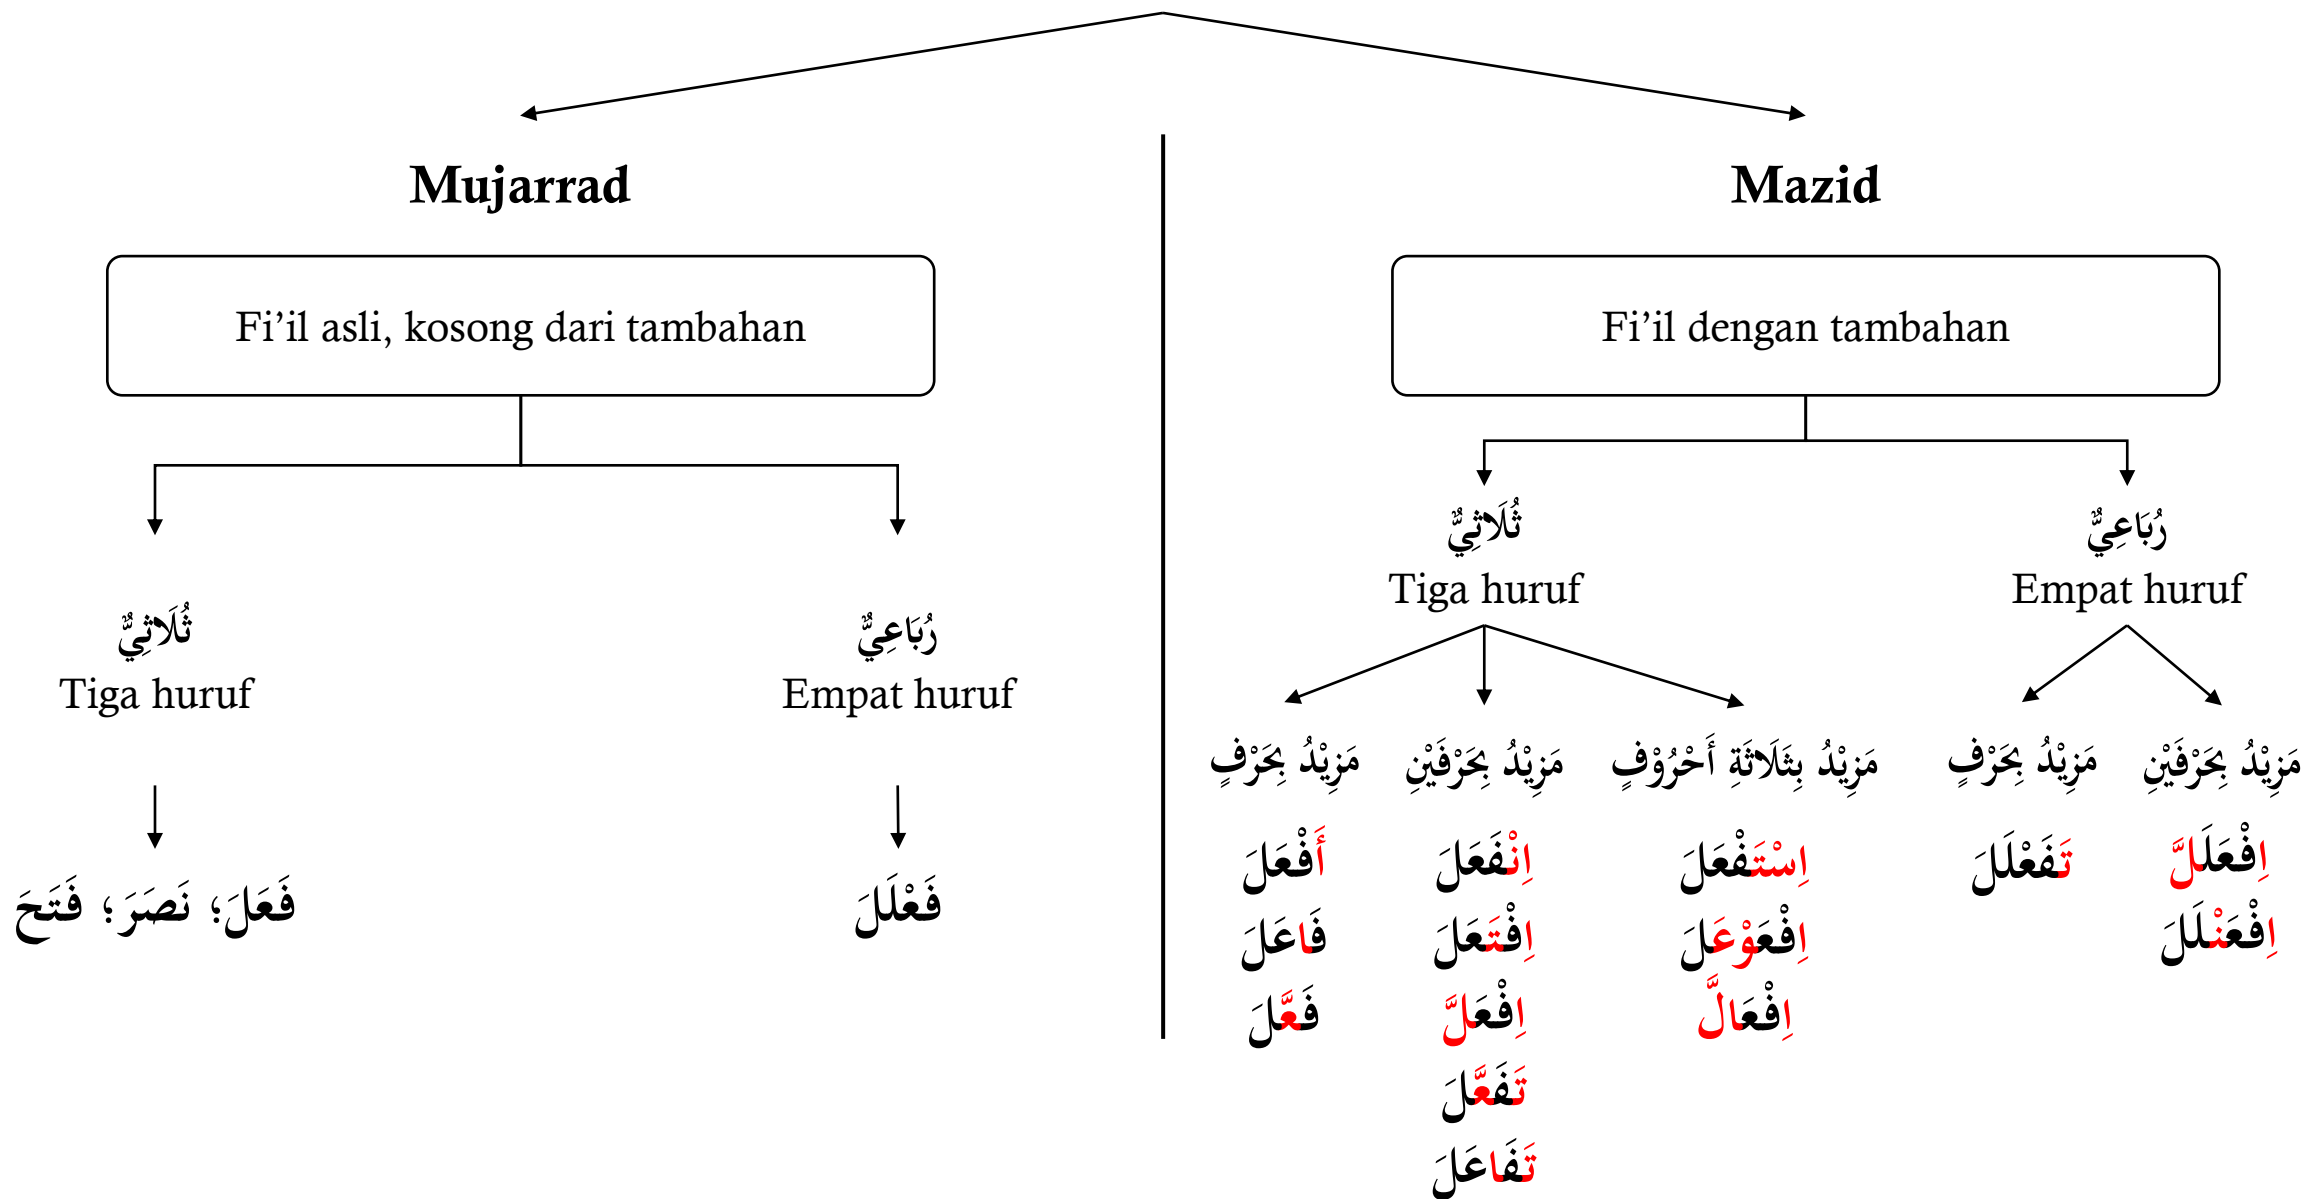 Mujarrad
Fi’il asli, kosong dari tambahan
ثُلَاثِيٌّ
Tiga huruf
فَعَلَ؛ نَصَرَ؛ فَتَحَ
رُبَاعِيٌّ
Empat huruf
فَعْلَلَ
Mazid
Fi’il dengan tambahan
ثُلَاثِيٌّ
Tiga huruf
مَزِيْدُ بِحَرْفٍ
أَفْعَلَ
فَاعَلَ
فَعَّلَ
مَزِيْدُ بِحَرْفَيْنِ
اِنْفَعَلَ
اِفْتَعَلَ
اِفْعَلَّ
تَفَعَّلَ
تَفَاعَلَ
مَزِيْدُ بِثَلَاثَةِ أَحْرُوْفٍ
اِسْتَفْعَلَ
اِفْعَوْعَلَ
اِفْعَالَّ
رُبَاعِيٌّ
Empat huruf
مَزِيْدُ بِحَرْفٍ
تَفَعْلَلَ
مَزِيْدُ بِحَرْفَيْنِ
اِفْعَلَلَّ
اِفْعَنْلَلَ